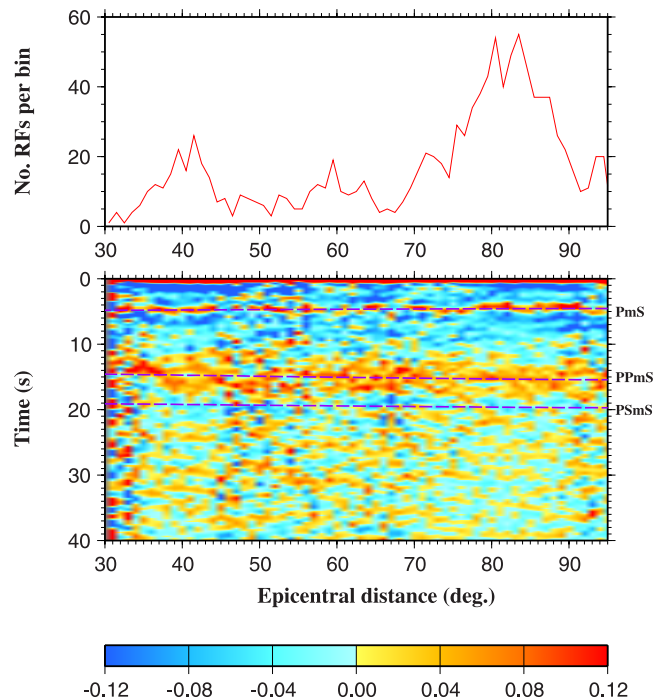 60
40
20
0
No. RFs per bin
30 40 50 60 70 80 90
0
10
20
30
40
Time (s)
PmS
PPmS
PSmS
30 40 50 60 70 80 90
Epicentral distance (deg.)
-0.12 -0.08 -0.04 0.00 0.04 0.08 0.12